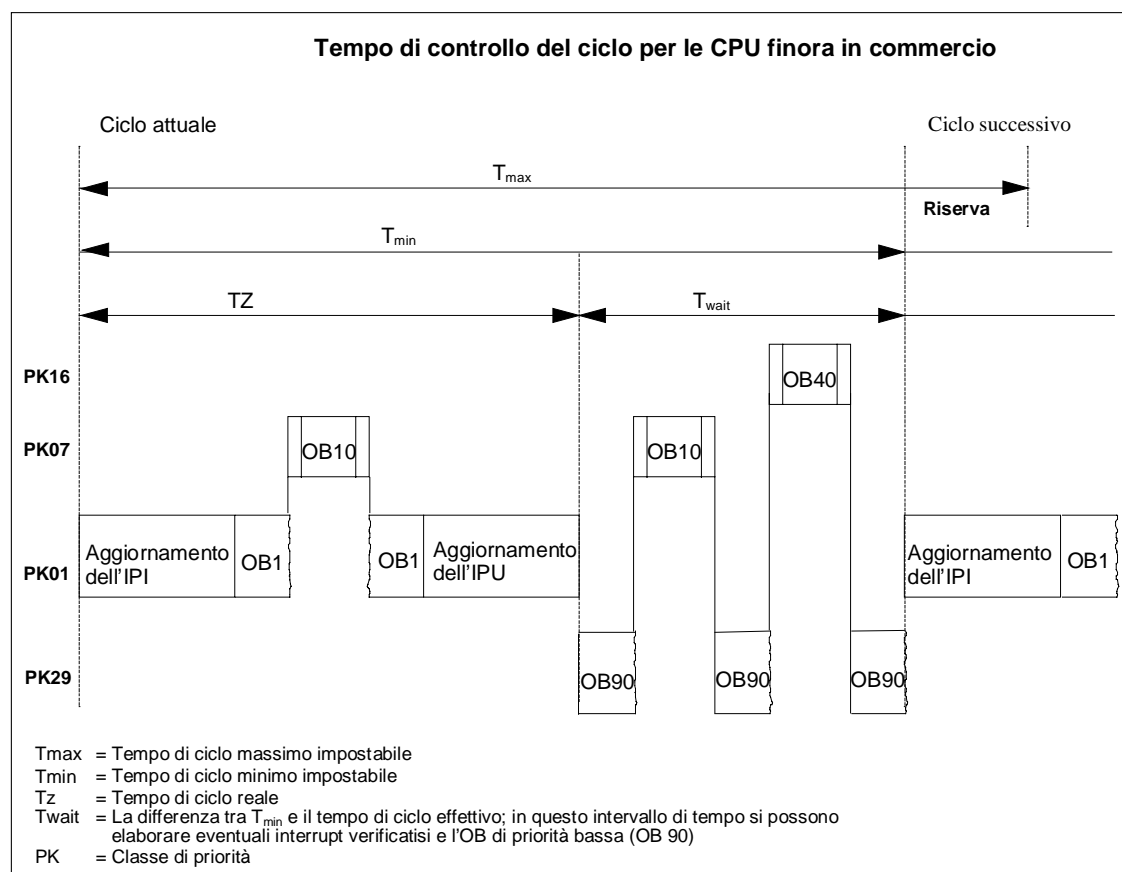 Tempo di controllo del ciclo per le CPU finora in commercio
Ciclo attuale
Ciclo successivo
Tmax
Riserva
Tmin
TZ
Twait
PK16
OB40
PK07
OB10
OB10
PK01
Aggiornamento
dell'IPI
OB1
OB1
Aggiornamento
dell'IPU
Aggiornamento
dell'IPI
OB1
PK29
OB90
OB90
OB90
Tmax = Tempo di ciclo massimo impostabile
Tmin = Tempo di ciclo minimo impostabile
Tz = Tempo di ciclo reale
Twait = La differenza tra Tmin e il tempo di ciclo effettivo; in questo intervallo di tempo si possono
elaborare eventuali interrupt verificatisi e l'OB di priorità bassa (OB 90)
PK = Classe di priorità